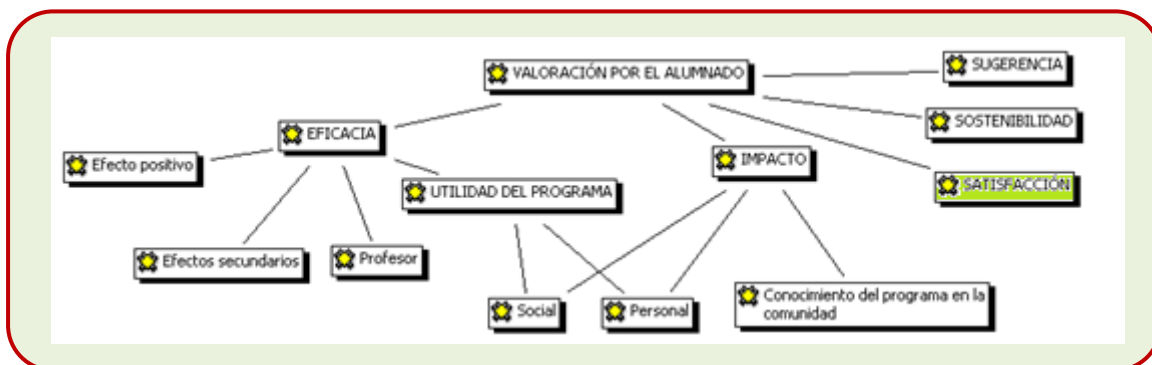 VALORACIÓN POR EL ALUMNADO
SUGERENCIA
SOSTENIBILIDAD
EFICACIA
IMPACTO
Efecto positivo
SATISFACCIÓN
UTILIDAD DEL PROGRAMA
Efectos secundarios
Profesor
Social
Personal
Conocimiento del programa en la
comunidad